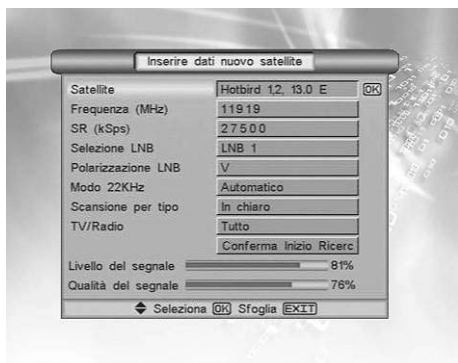 Inserire dati nuovo satellite
Satellite Hotbird 1,2, 13.0 E OK
Frequenza (MHz) 11919
SR (kSps) 27500
Selezione LNB LNB 1
Polarizzazione LNB V
Modo 22KHz Automatico
Scansione per tipo In chiaro
TV/Radio Tutto
Conferma Inizio Ricerc
Livello del segnale 81%
Qualità del segnale 76%
Seleziona OK Sfoglia EXIT